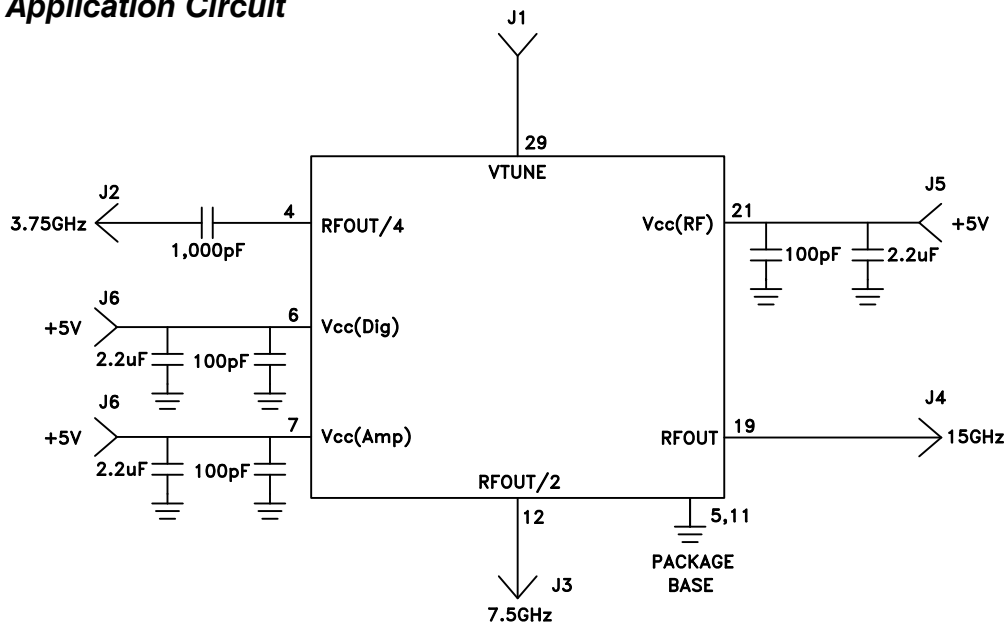 Application Circuit
J1
29
VTUNE
J2
3.75GHz
4
RFOUT/4
1,000pF
Vcc(RF)
21
J5
+5V
100pF
2.2uF
J6
+5V
6
Vcc(Dig)
2.2uF
100pF
J6
+5V
7
Vcc(Amp)
2.2uF
100pF
RFOUT
19
J4
15GHz
RFOUT/2
12
5,11
PACKAGE
BASE
J3
7.5GHz